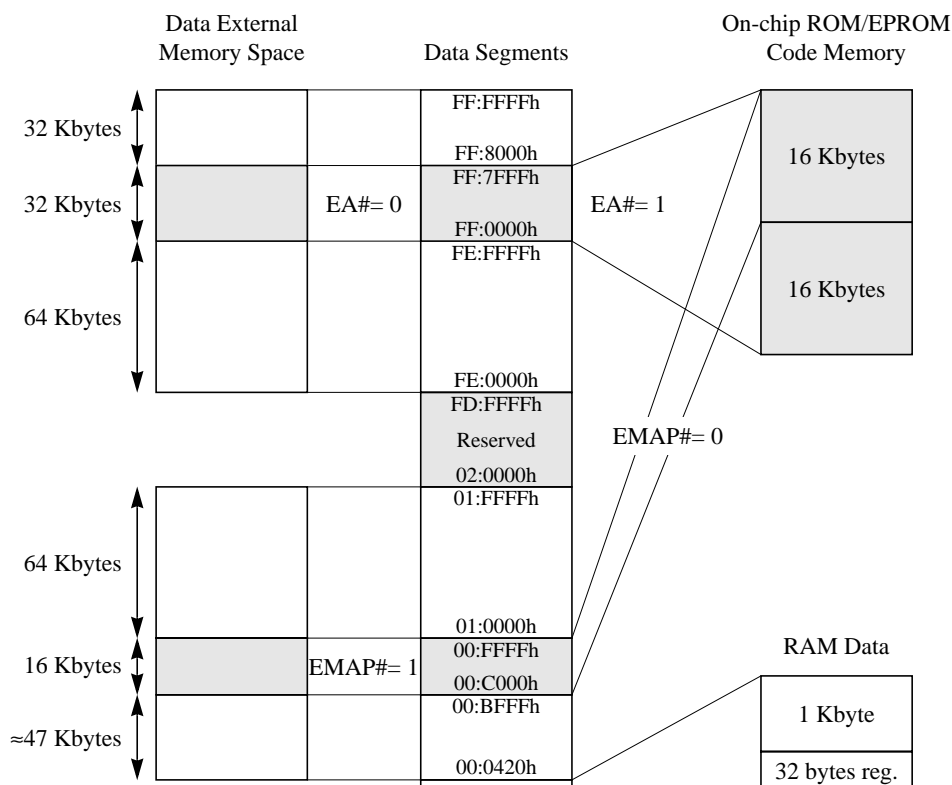 Data External
Memory Space
Data Segments
On-chip ROM/EPROM
Code Memory
32 Kbytes
FF:FFFFh
FF:8000h
16 Kbytes
32 Kbytes
EA#= 0
FF:7FFFh
FF:0000h
EA#= 1
64 Kbytes
FE:FFFFh
FE:0000h
16 Kbytes
FD:FFFFh
Reserved
02:0000h
EMAP#= 0
64 Kbytes
01:FFFFh
01:0000h
16 Kbytes
EMAP#= 1
00:FFFFh
00:C000h
RAM Data
≈47 Kbytes
00:BFFFh
00:0420h
1 Kbyte
32 bytes reg.